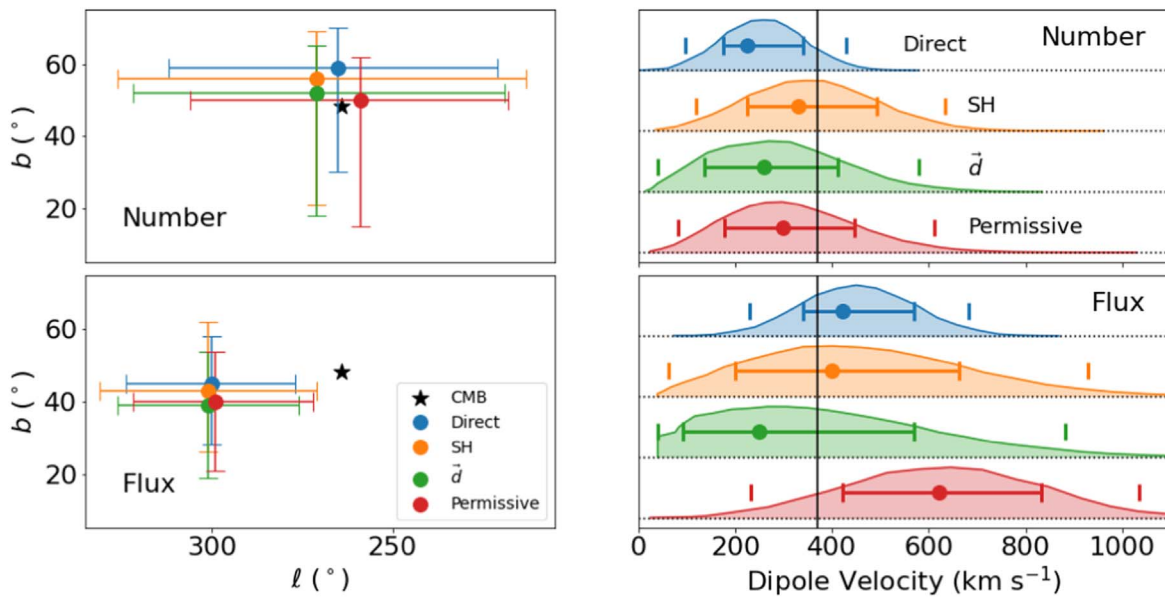 b (°)
60
40
20
Number
b (°)
60
40
20
Flux
CMB
Direct
SH
d⃗
Permissive
300
250
ℓ (°)
Number
Direct
SH
d⃗
Permissive
Flux
0
200
400
600
800
1000
Dipole Velocity (km s⁻¹)